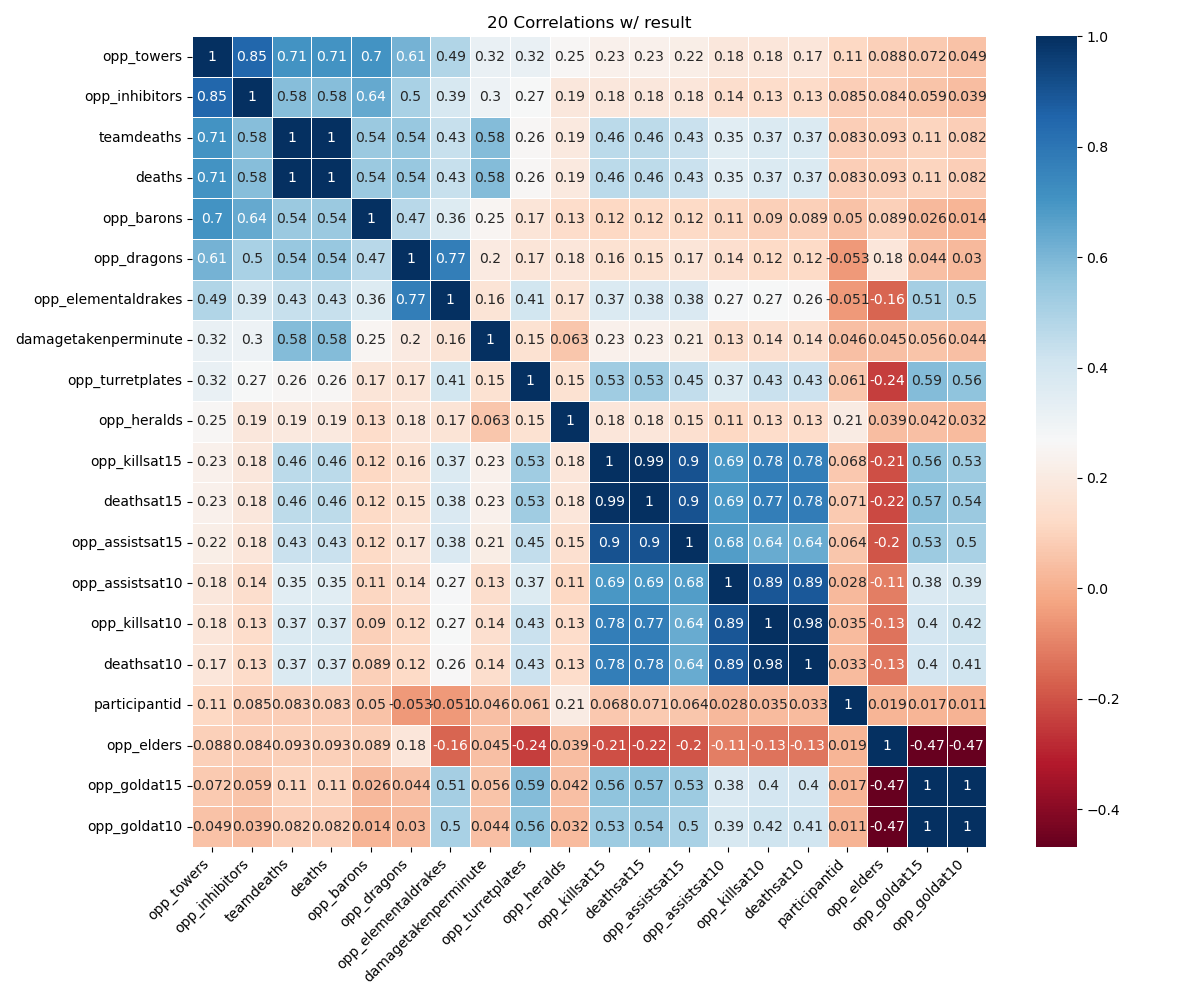 20 Correlations w/ result
opp_towers 1 0.85 0.71 0.71 0.7 0.61 0.49 0.32 0.32 0.25 0.23 0.23 0.22 0.18 0.18 0.17 0.11 0.088 0.072 0.049
opp_inhibitors 0.85 1 0.58 0.58 0.64 0.5 0.39 0.3 0.27 0.19 0.18 0.18 0.18 0.14 0.13 0.13 0.085 0.084 0.059 0.039
teamdeaths 0.71 0.58 1 1 0.54 0.54 0.43 0.58 0.26 0.19 0.46 0.46 0.43 0.35 0.37 0.37 0.083 0.093 0.11 0.082
deaths 0.71 0.58 1 1 0.54 0.54 0.43 0.58 0.26 0.19 0.46 0.46 0.43 0.35 0.37 0.37 0.083 0.093 0.11 0.082
opp_barons 0.7 0.64 0.54 0.54 1 0.47 0.36 0.25 0.17 0.13 0.12 0.12 0.12 0.11 0.09 0.089 0.05 0.089 0.026 0.014
opp_dragons 0.61 0.5 0.54 0.54 0.47 1 0.77 0.2 0.17 0.18 0.16 0.15 0.17 0.14 0.12 0.12 -0.053 0.18 0.044 0.03
opp_elementaldrakes 0.49 0.39 0.43 0.43 0.36 0.77 1 0.16 0.41 0.17 0.37 0.38 0.38 0.27 0.27 0.26 -0.051 -0.16 0.51 0.5
damagetakenperminute 0.32 0.3 0.58 0.58 0.25 0.2 0.16 1 0.15 0.063 0.23 0.23 0.21 0.13 0.14 0.14 0.046 0.045 0.056 0.044
opp_turretplates 0.32 0.27 0.26 0.26 0.17 0.17 0.41 0.15 1 0.15 0.53 0.53 0.45 0.37 0.43 0.43 0.061 -0.24 0.59 0.56
opp_heralds 0.25 0.19 0.19 0.19 0.13 0.18 0.17 0.063 0.15 1 0.18 0.18 0.15 0.11 0.13 0.13 0.21 0.039 0.042 0.032
opp_killsat15 0.23 0.18 0.46 0.46 0.12 0.16 0.37 0.23 0.53 0.18 1 0.99 0.9 0.69 0.78 0.78 0.068 -0.21 0.56 0.53
deathsat15 0.23 0.18 0.46 0.46 0.12 0.15 0.38 0.23 0.53 0.18 0.99 1 0.9 0.69 0.77 0.78 0.071 -0.22 0.57 0.54
opp_assistsat15 0.22 0.18 0.43 0.43 0.12 0.17 0.38 0.21 0.45 0.15 0.9 0.9 1 0.68 0.64 0.64 0.064 -0.2 0.53 0.5
opp_assistsat10 0.18 0.14 0.35 0.35 0.11 0.14 0.27 0.13 0.37 0.11 0.69 0.69 0.68 1 0.89 0.89 0.028 -0.11 0.38 0.39
opp_killsat10 0.18 0.13 0.37 0.37 0.09 0.12 0.27 0.14 0.43 0.13 0.78 0.77 0.64 0.89 1 0.98 0.035 -0.13 0.4 0.42
deathsat10 0.17 0.13 0.37 0.37 0.089 0.12 0.26 0.14 0.43 0.13 0.78 0.78 0.64 0.89 0.98 1 0.033 -0.13 0.4 0.41
participantid 0.11 0.085 0.083 0.083 0.05 -0.053 -0.051 0.046 0.061 0.21 0.068 0.071 0.064 0.028 0.035 0.033 1 0.019 0.017 0.011
opp_elders 0.088 0.084 0.093 0.093 0.089 0.18 -0.16 0.045 -0.24 0.039 -0.21 -0.22 -0.2 -0.11 -0.13 -0.13 0.019 1 -0.47 -0.47
opp_goldat15 0.072 0.059 0.11 0.11 0.026 0.044 0.51 0.056 0.59 0.042 0.56 0.57 0.53 0.38 0.4 0.4 0.017 -0.47 1 1
opp_goldat10 0.049 0.039 0.082 0.082 0.014 0.03 0.5 0.044 0.56 0.032 0.53 0.54 0.5 0.39 0.42 0.41 0.011 -0.47 1 1
opp_towers opp_inhibitors teamdeaths deaths opp_barons opp_dragons opp_elementaldrakes damagetakenperminute opp_turretplates opp_heralds opp_killsat15 deathsat15 opp_assistsat15 opp_assistsat10 opp_killsat10 deathsat10 participantid opp_elders opp_goldat15 opp_goldat10
1.0
0.8
0.6
0.4
0.2
0.0
−0.2
−0.4